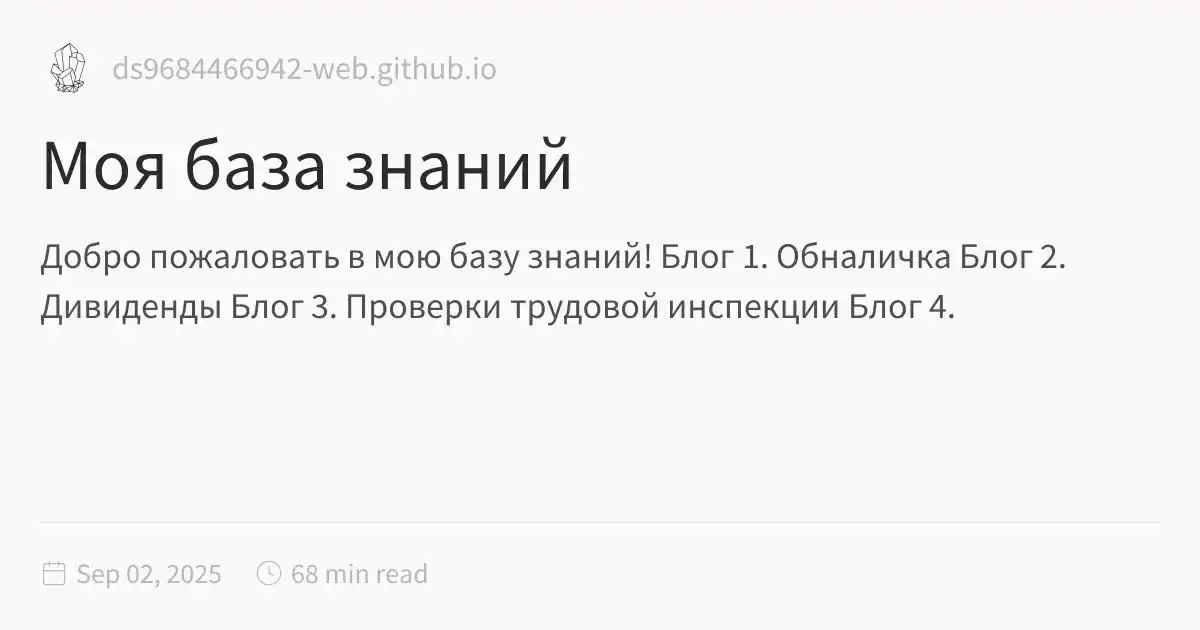 ds9684466942-web.github.io
Моя база знаний
Добро пожаловать в мою базу знаний! Блог 1. Обналичка Блог 2.
Дивиденды Блог 3. Проверки трудовой инспекции Блог 4.
Sep 02, 2025 68 min read